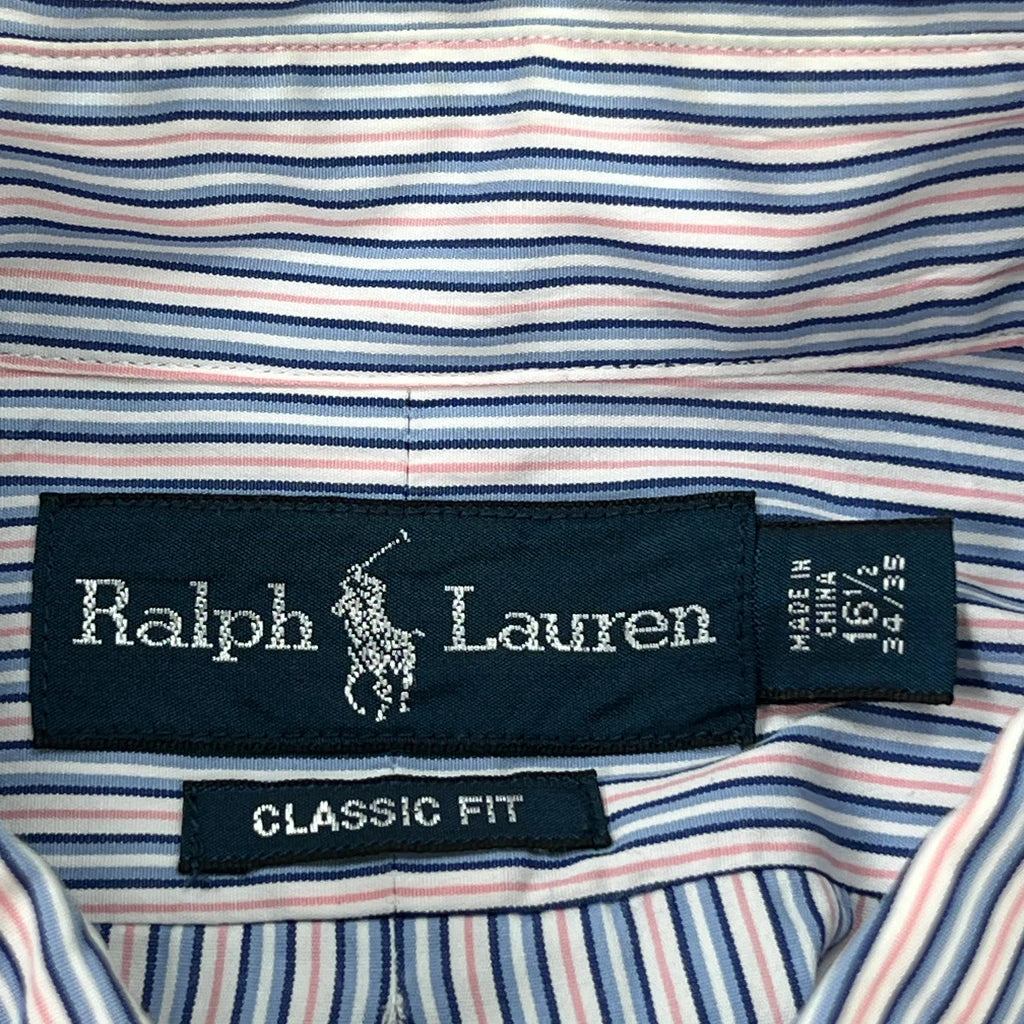 Ralph Lauren
MADE IN
CHINA
16½
34/35
CLASSIC FIT